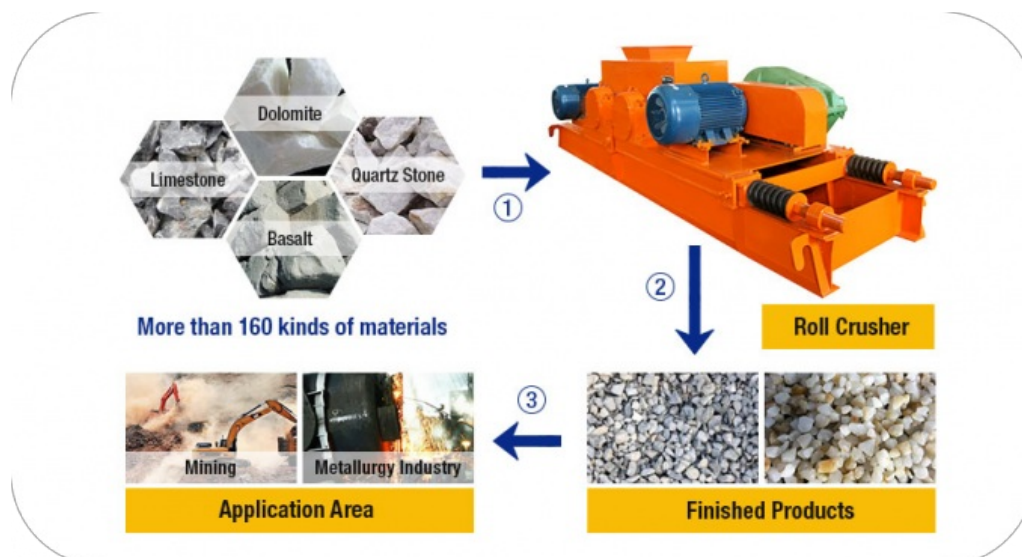 Dolomite
Limestone
Quartz Stone
Basalt
More than 160 kinds of materials
①
②
Roll Crusher
③
Mining
Metallurgy Industry
Application Area
Finished Products